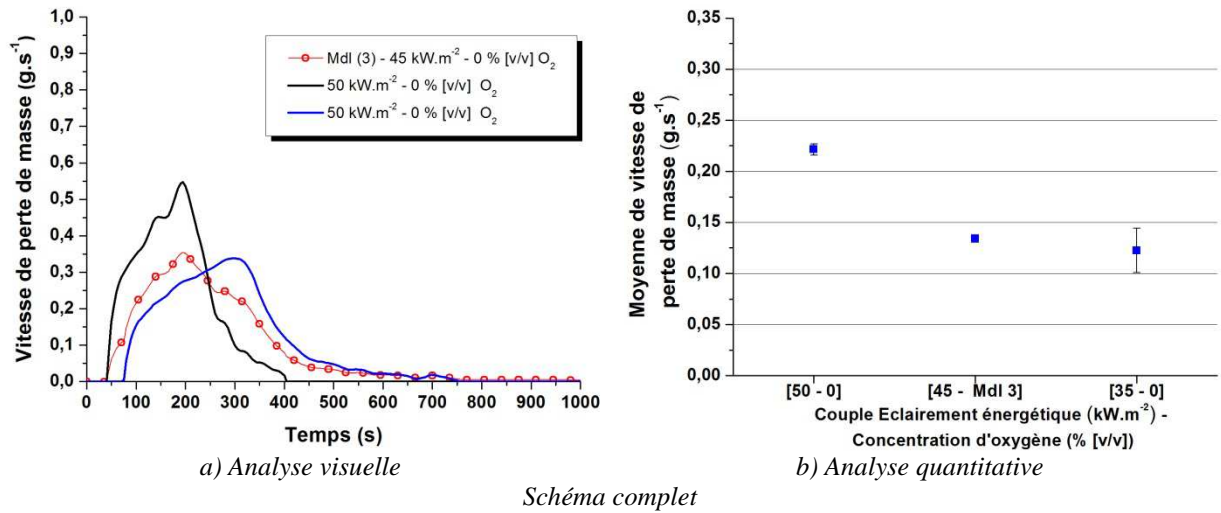 Vitesse de perte de masse (g.s⁻¹)
1,0
0,9
0,8
0,7
0,6
0,5
0,4
0,3
0,2
0,1
0,0
Mdl (3) - 45 kW.m⁻² - 0 % [v/v] O₂
50 kW.m⁻² - 0 % [v/v] O₂
50 kW.m⁻² - 0 % [v/v] O₂
0 100 200 300 400 500 600 700 800 900 1000
Temps (s)
a) Analyse visuelle
Moyenne de vitesse de
perte de masse (g.s⁻¹)
0,35
0,30
0,25
0,20
0,15
0,10
0,05
0,00
[50 - 0] [45 - Mdl 3] [35 - 0]
Couple Eclairement énergétique (kW.m⁻²) -
Concentration d'oxygène (% [v/v])
b) Analyse quantitative
Schéma complet